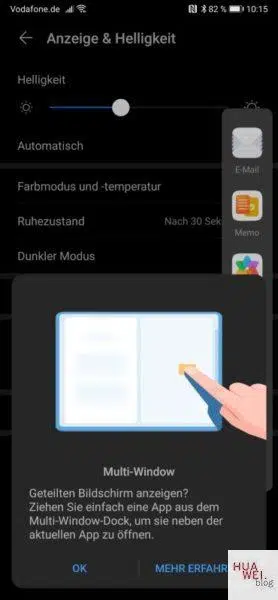 Vodafone.de 82 % 10:15
Anzeige & Helligkeit
Helligkeit
Automatisch
E-Mail
Farbmodus und -temperatur
Ruhezustand Nach 30 Sek
Memo
Dunkler Modus
Multi-Window
Geteilten Bildschirm anzeigen?
Ziehen Sie einfach eine App aus dem
Multi-Window-Dock, um sie neben der
aktuellen App zu öffnen.
OK MEHR ERFAHR
HUA
WEI.
blog